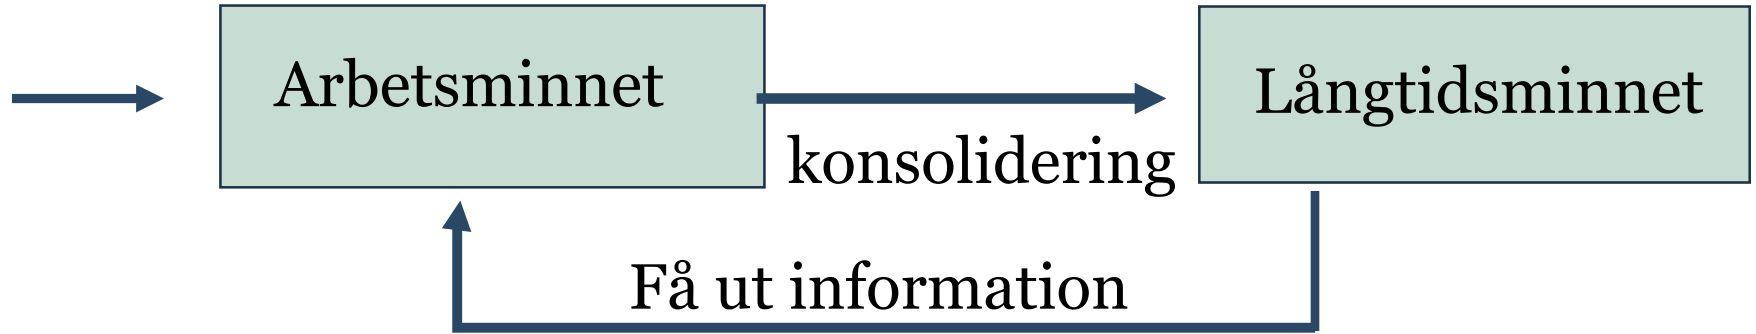 Arbetsminnet
Långtidsminnet
konsolidering
Få ut information